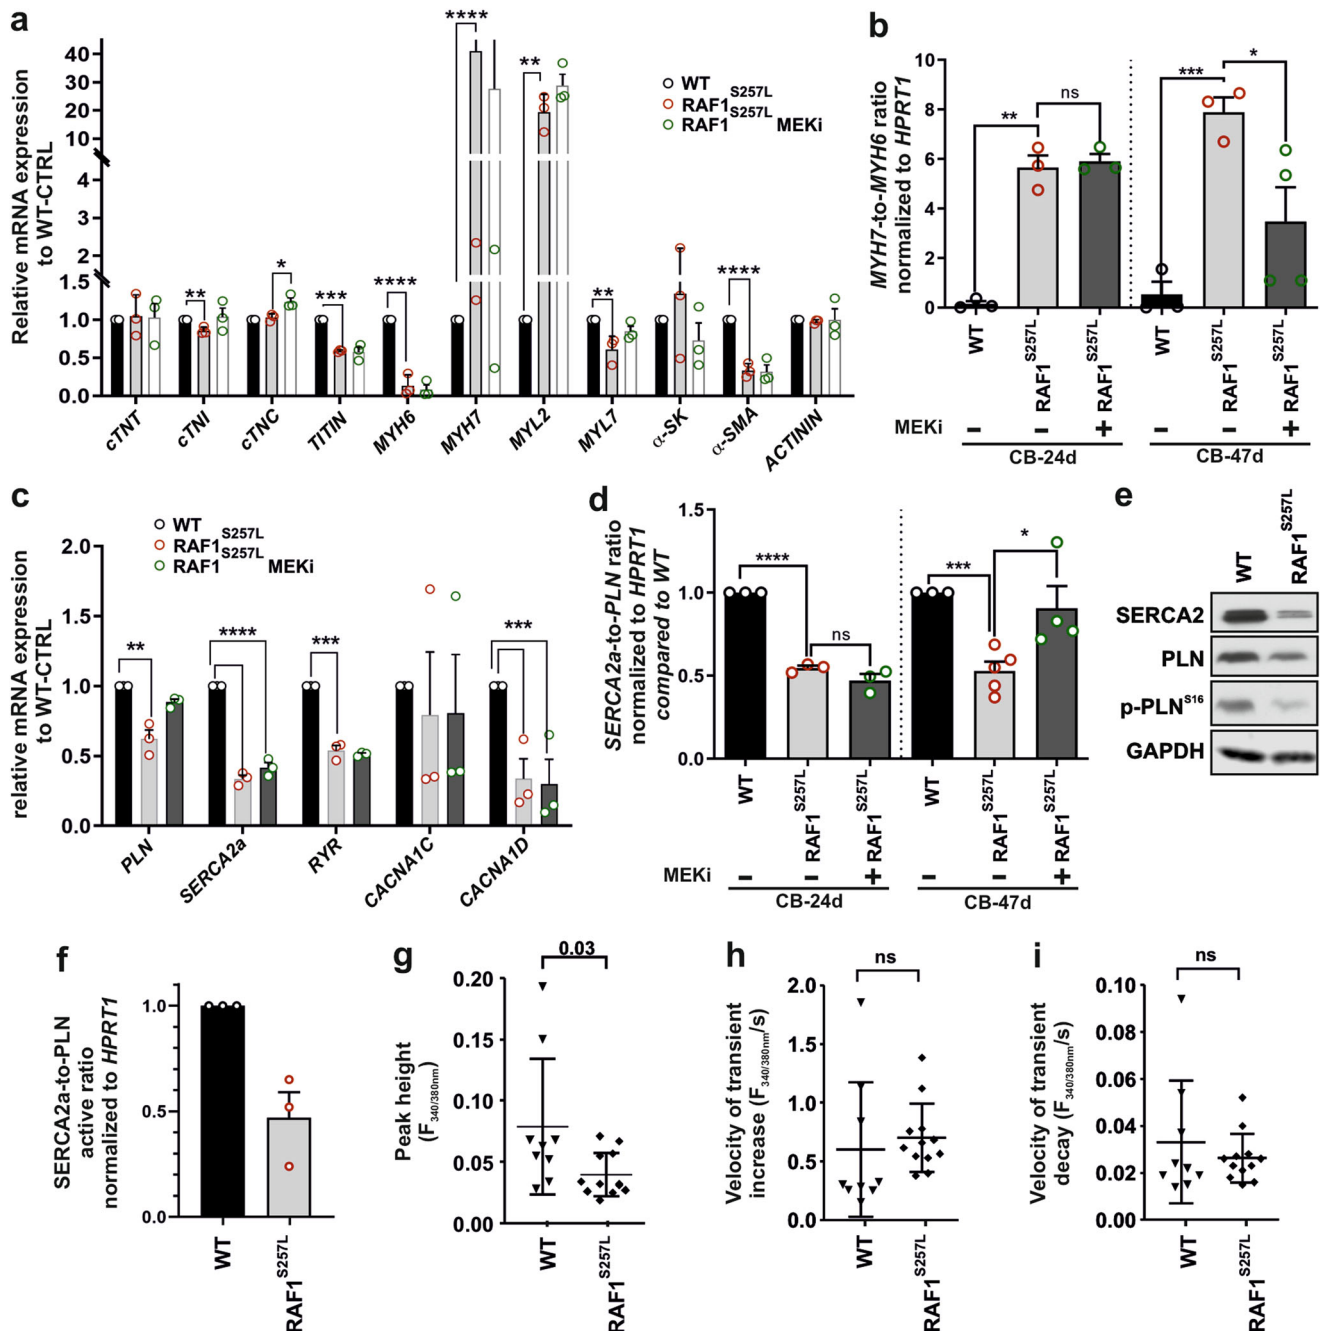 a
Relative mRNA expression
to WT-CTRL
40
30
20
10
4
3
2
1.5
1.0
0.5
0.0
****
**
*
***
****
**
**
****
WT
RAF1S257L
RAF1S257L MEKi
cTNT
cTNI
cTNC
TITIN
MYH6
MYH7
MYL2
MYL7
α-SK
α-SMA
ACTININ
b
MYH7-to-MYH6 ratio
normalized to HPRT1
10
8
6
4
2
0
**
ns
***
*
WT
RAF1S257L
RAF1S257L
WT
RAF1S257L
RAF1S257L
MEKi
− − + − − +
CB-24d
CB-47d
c
relative mRNA expression
to WT-CTRL
2.0
1.5
1.0
0.5
0.0
WT
RAF1S257L
RAF1S257L MEKi
**
****
***
***
PLN
SERCA2a
RYR
CACNA1C
CACNA1D
d
SERCA2a-to-PLN ratio
normalized to HPRT1
compared to WT
1.5
1.0
0.5
0.0
****
ns
***
*
WT
RAF1S257L
RAF1S257L
WT
RAF1S257L
RAF1S257L
MEKi
− − + − − +
CB-24d
CB-47d
e
WT
RAF1S257L
SERCA2
PLN
p-PLNS16
GAPDH
f
SERCA2a-to-PLN
active ratio
normalized to HPRT1
1.0
0.5
0.0
WT
RAF1S257L
g
Peak height
(F340/380nm)
0.20
0.15
0.10
0.05
0.00
0.03
WT
RAF1S257L
h
Velocity of transient
increase (F340/380nm/s)
2.0
1.5
1.0
0.5
0.0
ns
WT
RAF1S257L
i
Velocity of transient
decay (F340/380nm/s)
0.10
0.08
0.06
0.04
0.02
0.00
ns
WT
RAF1S257L